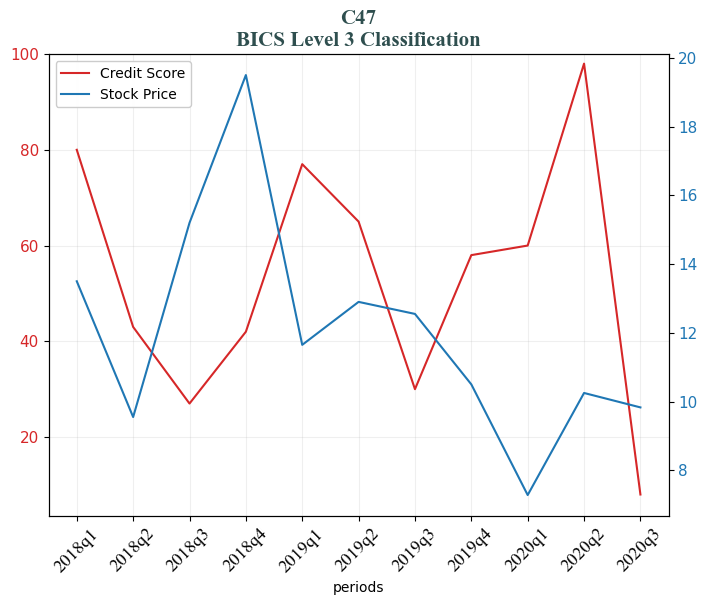 C47
BICS Level 3 Classification
Credit Score
Stock Price
100
80
60
40
20
20
18
16
14
12
10
8
2018q1
2018q2
2018q3
2018q4
2019q1
2019q2
2019q3
2019q4
2020q1
2020q2
2020q3
periods